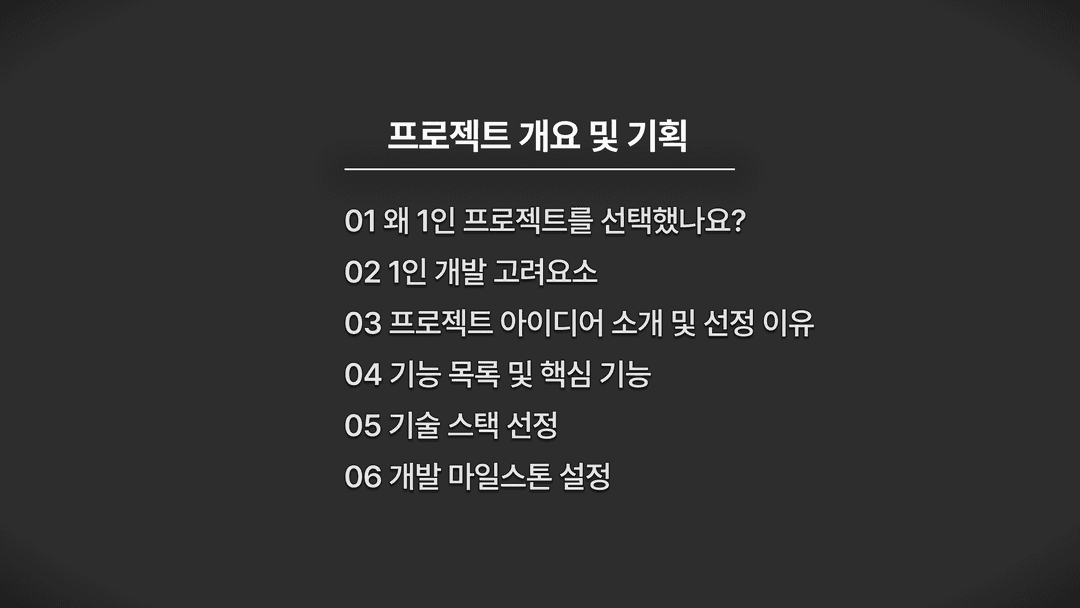 프로젝트 개요 및 기획
01 왜 1인 프로젝트를 선택했나요?
02 1인 개발 고려요소
03 프로젝트 아이디어 소개 및 선정 이유
04 기능 목록 및 핵심 기능
05 기술 스택 선정
06 개발 마일스톤 설정